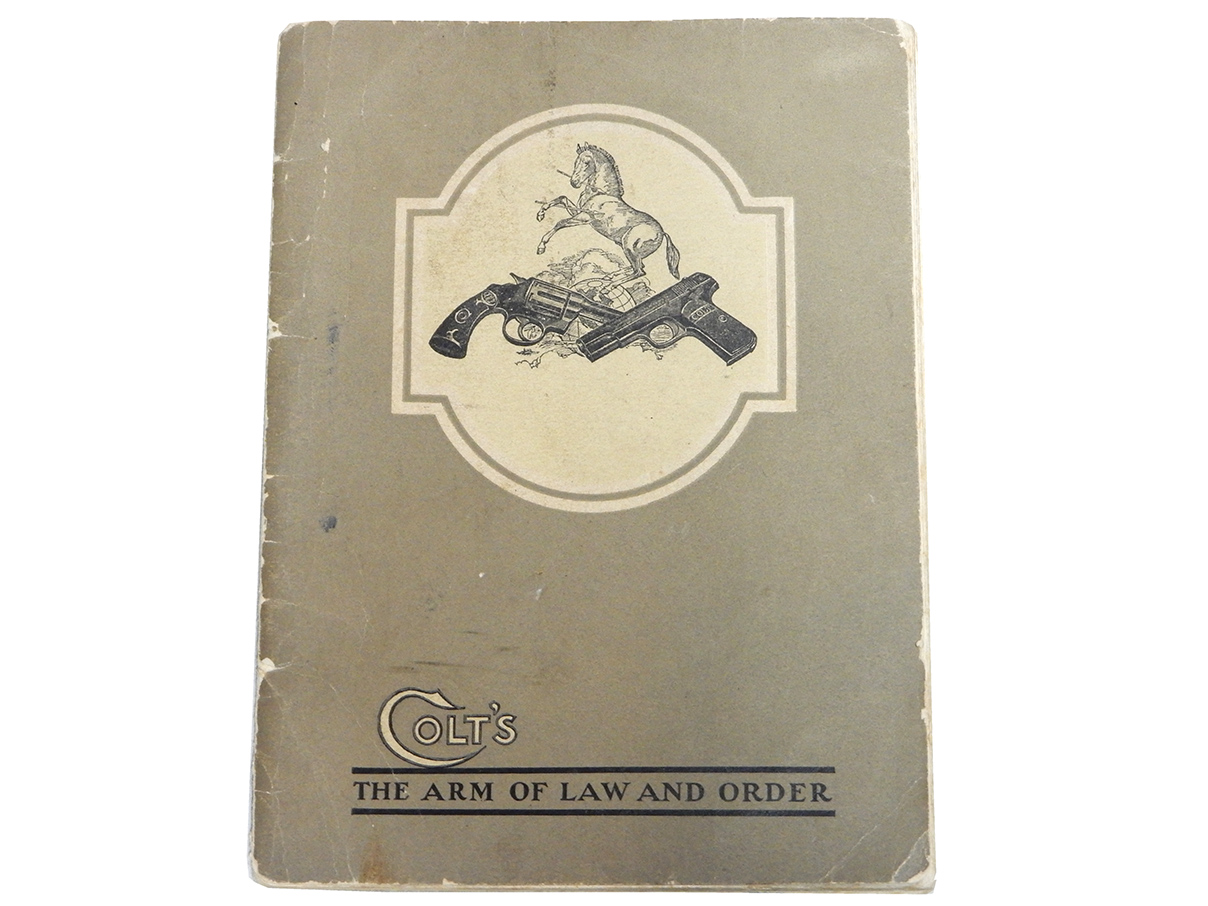 COLT'S
THE ARM OF LAW AND ORDER